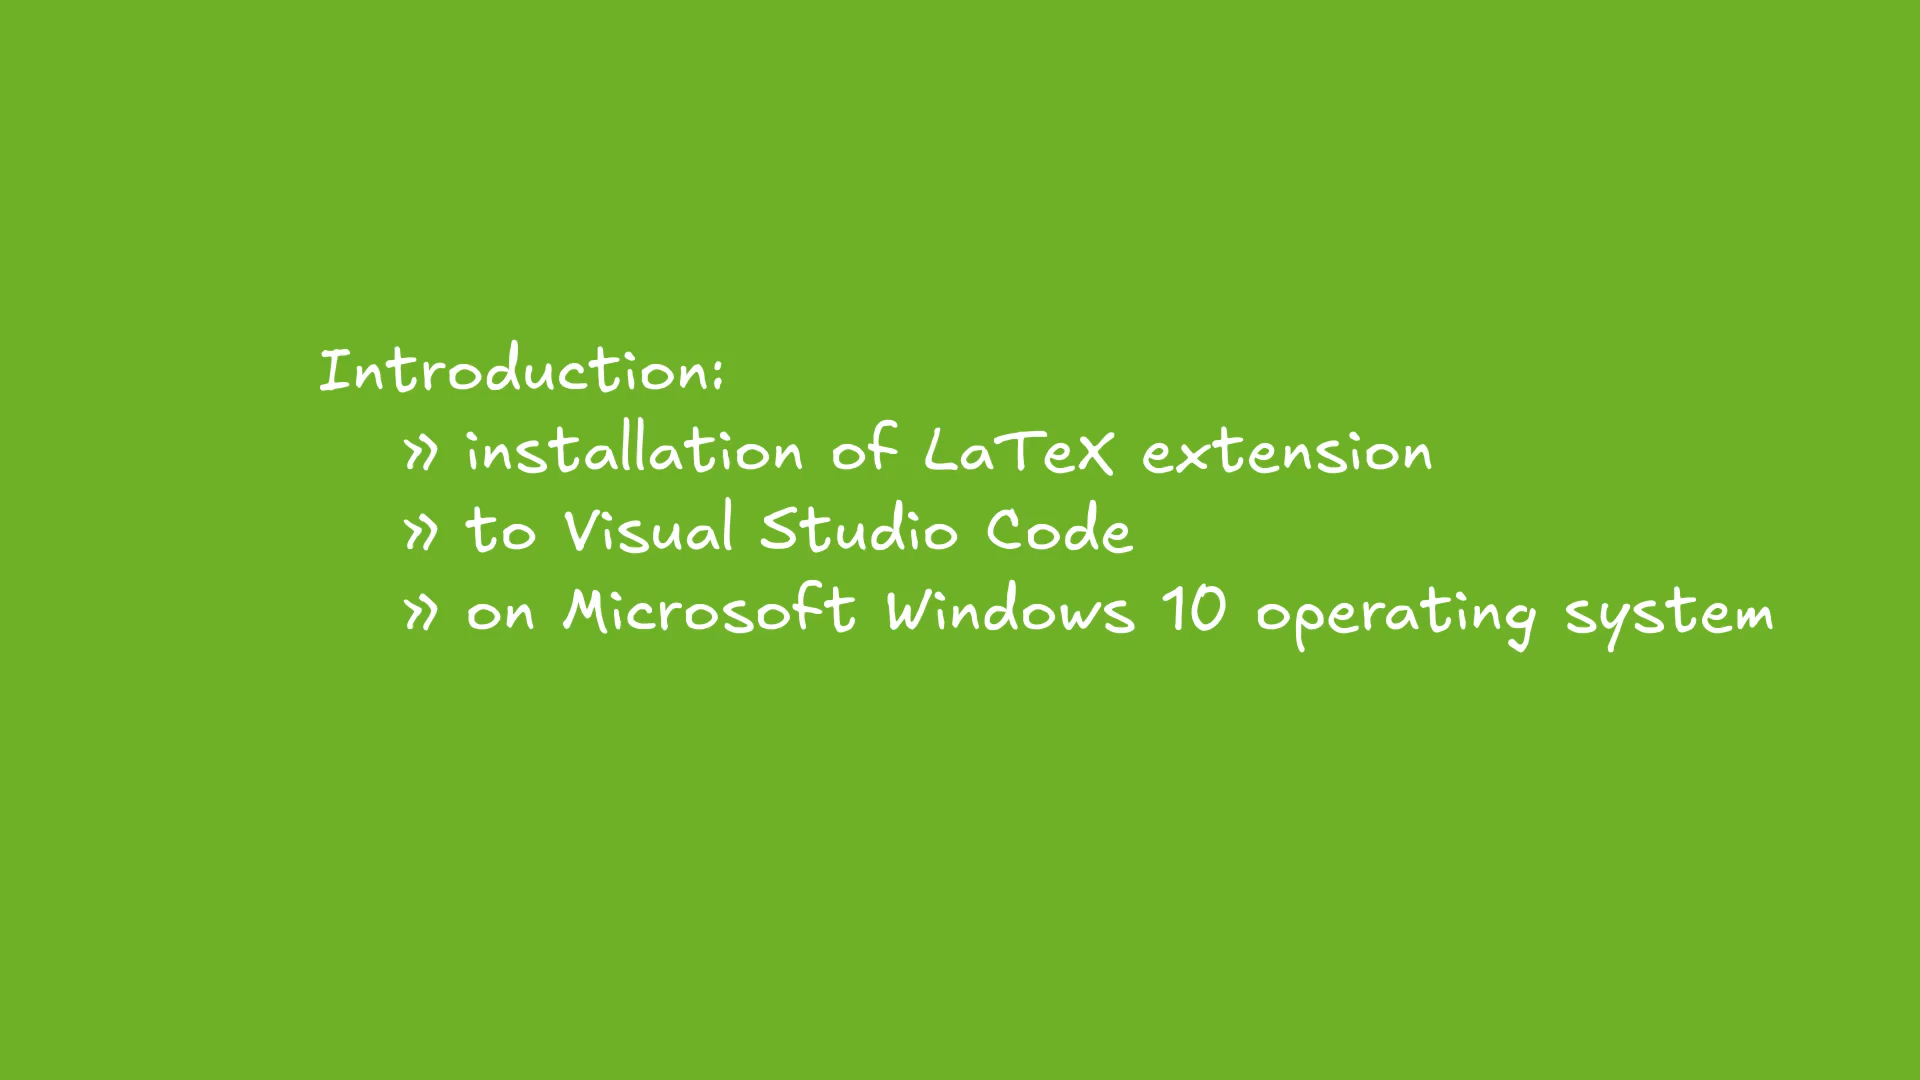 Introduction:
» installation of LaTeX extension
» to Visual Studio Code
» on Microsoft Windows 10 operating system